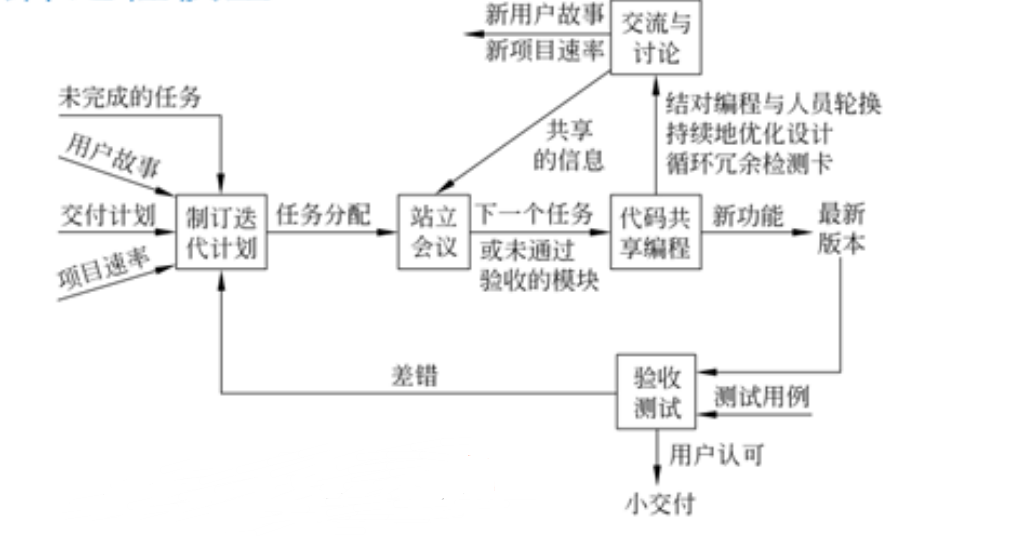 新用户故事
新项目速率
交流与
讨论
未完成的任务
结对编程与人员轮换
持续地优化设计
循环冗余检测卡
共享
的信息
用户故事
交付计划
项目速率
制订迭
代计划
任务分配
站立
会议
下一个任务
或未通过
验收的模块
代码共
享编程
新功能
最新
版本
差错
验收
测试
测试用例
用户认可
小交付